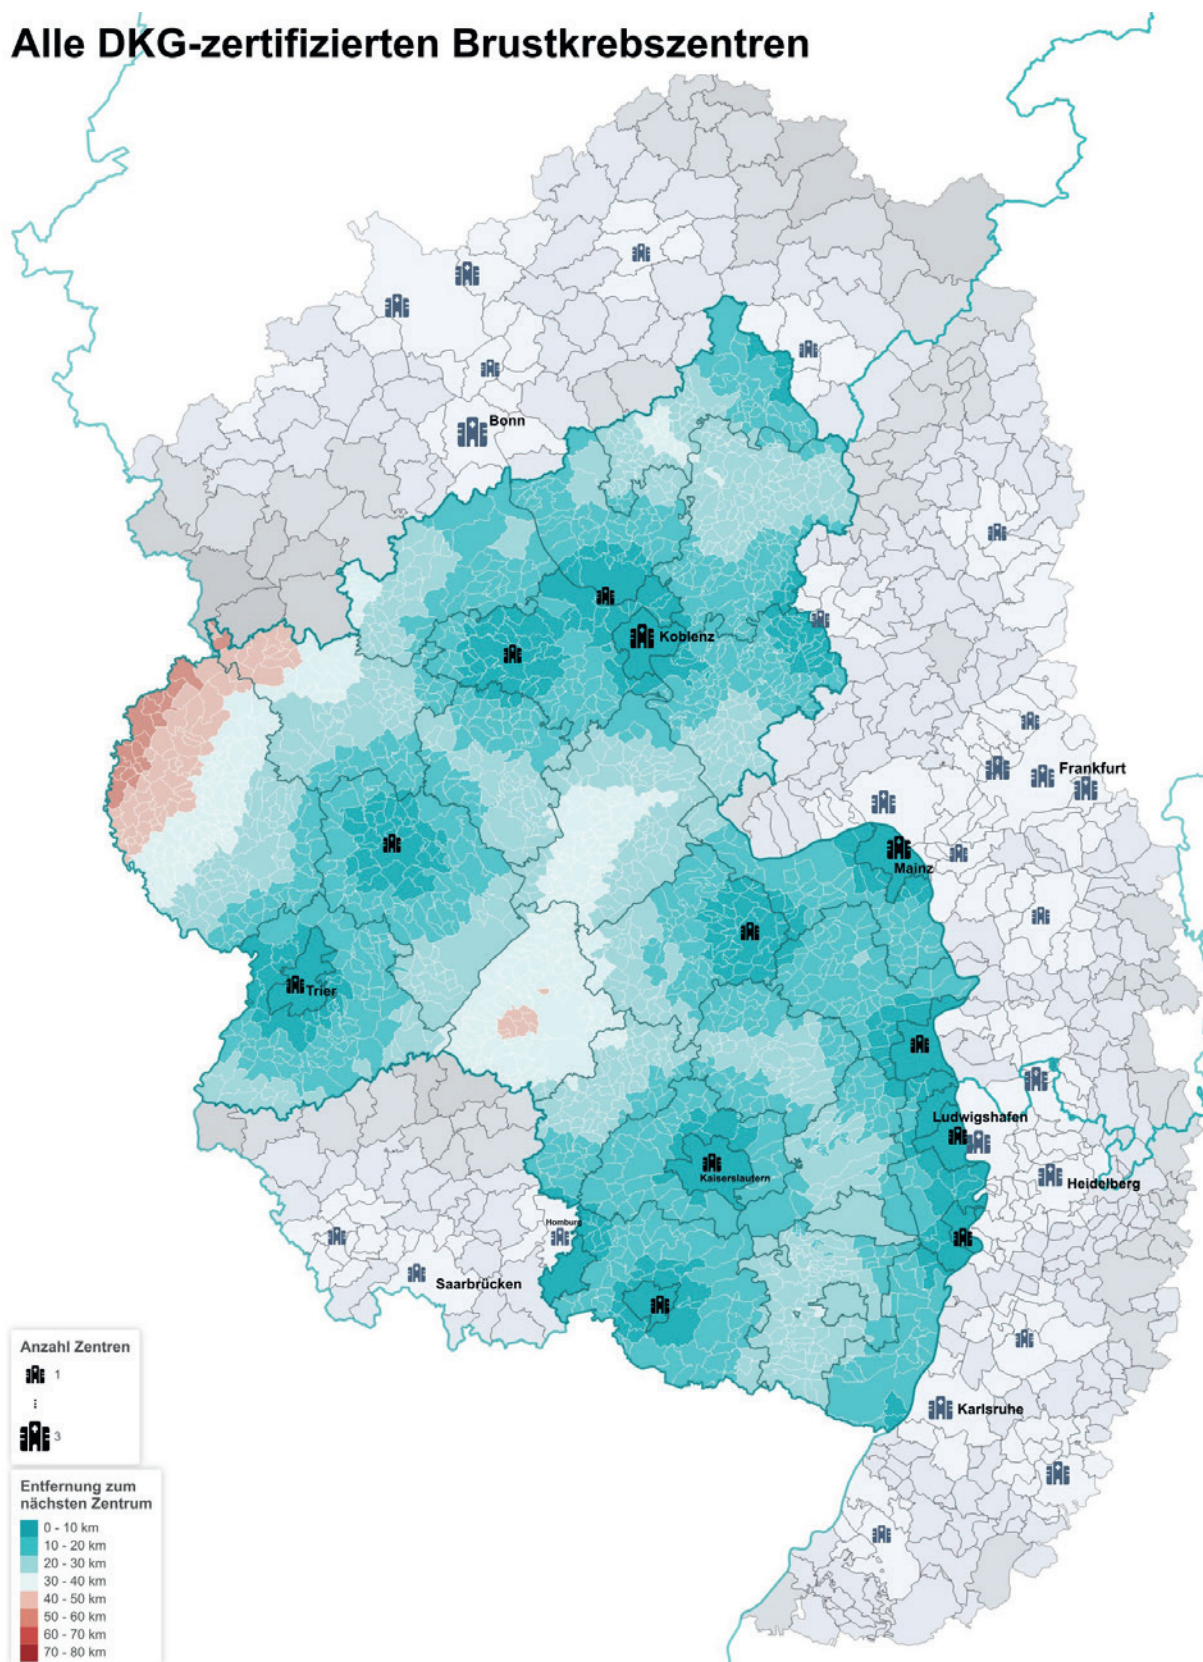 Alle DKG-zertifizierten Brustkrebszentren
Bonn
Koblenz
Frankfurt
Mainz
Trier
Ludwigshafen
Kaiserslautern
Heidelberg
Homburg
Saarbrücken
Karlsruhe
Anzahl Zentren
1
3
Entfernung zum
nächsten Zentrum
0 - 10 km
10 - 20 km
20 - 30 km
30 - 40 km
40 - 50 km
50 - 60 km
60 - 70 km
70 - 80 km